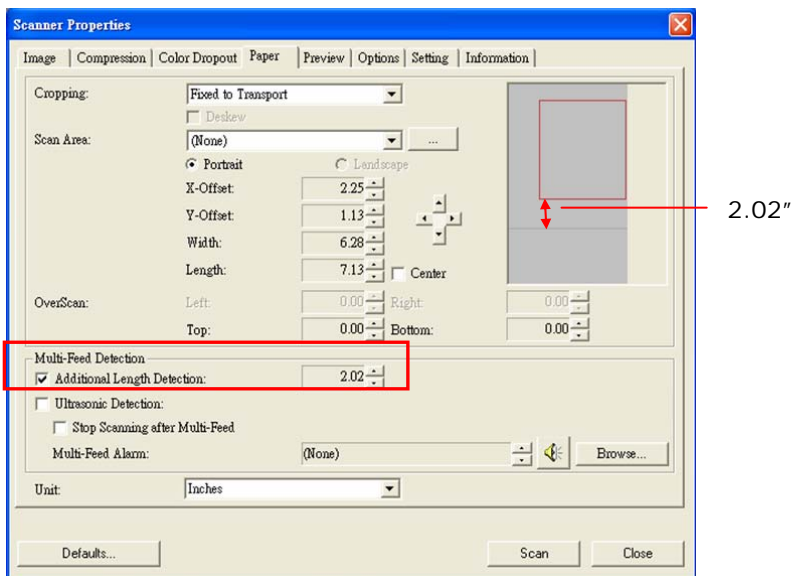 Scanner Properties
Image Compression Color Dropout Paper Preview Options Setting Information
Cropping: Fixed to Transport
Deskew
Scan Area: (None) ...
Portrait Landscape
X-Offset: 2.25
Y-Offset: 1.13
2.02"
Width: 6.28
Length: 7.13 Center
OverScan: Left: 0.00 Right: 0.00
Top: 0.00 Bottom: 0.00
Multi-Feed Detection
Additional Length Detection: 2.02
Ultrasonic Detection:
Stop Scanning after Multi-Feed
Multi-Feed Alarm: (None) Browse...
Unit: Inches
Defaults... Scan Close